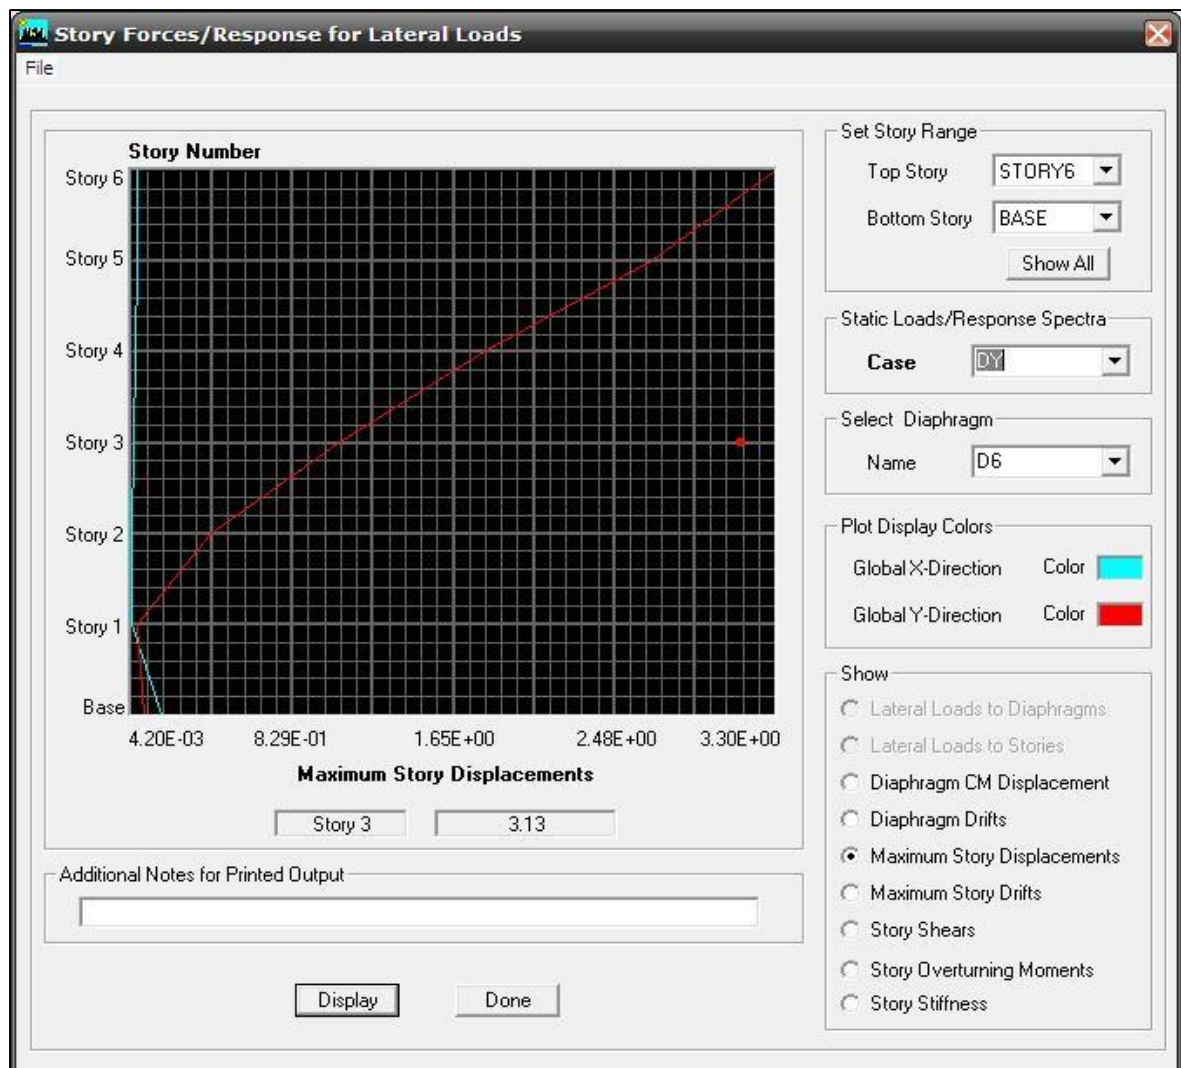 Story Forces/Response for Lateral Loads
File
Story Number
Story 6
Story 5
Story 4
Story 3
Story 2
Story 1
Base
4.20E-03 8.29E-01 1.65E+00 2.48E+00 3.30E+00
Maximum Story Displacements
Story 3 3.13
Additional Notes for Printed Output
Display Done
Set Story Range
Top Story STORY6
Bottom Story BASE
Show All
Static Loads/Response Spectra
Case DY
Select Diaphragm
Name D6
Plot Display Colors
Global X-Direction Color
Global Y-Direction Color
Show
Lateral Loads to Diaphragms
Lateral Loads to Stories
Diaphragm CM Displacement
Diaphragm Drifts
Maximum Story Displacements
Maximum Story Drifts
Story Shears
Story Overturning Moments
Story Stiffness